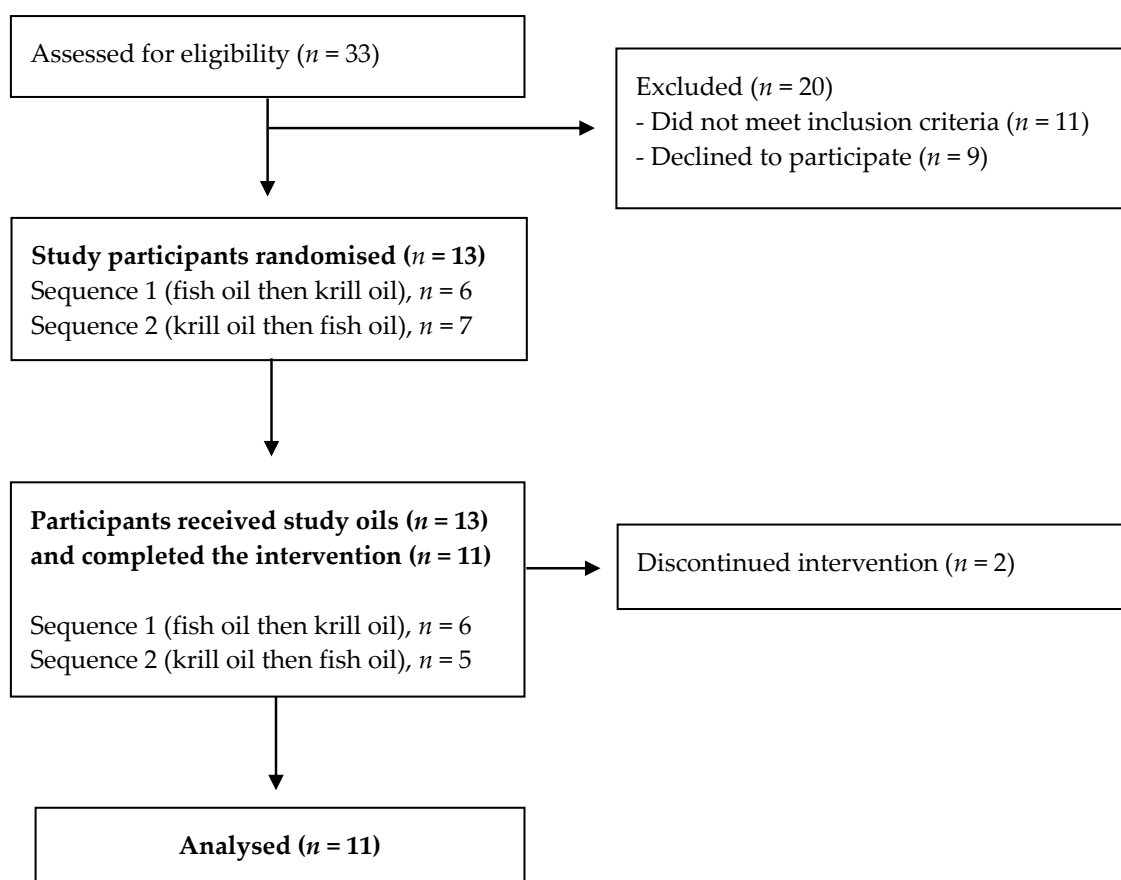 Assessed for eligibility (n = 33)
Excluded (n = 20)
- Did not meet inclusion criteria (n = 11)
- Declined to participate (n = 9)
Study participants randomised (n = 13)
Sequence 1 (fish oil then krill oil), n = 6
Sequence 2 (krill oil then fish oil), n = 7
Participants received study oils (n = 13)
and completed the intervention (n = 11)
Sequence 1 (fish oil then krill oil), n = 6
Sequence 2 (krill oil then fish oil), n = 5
Discontinued intervention (n = 2)
Analysed (n = 11)